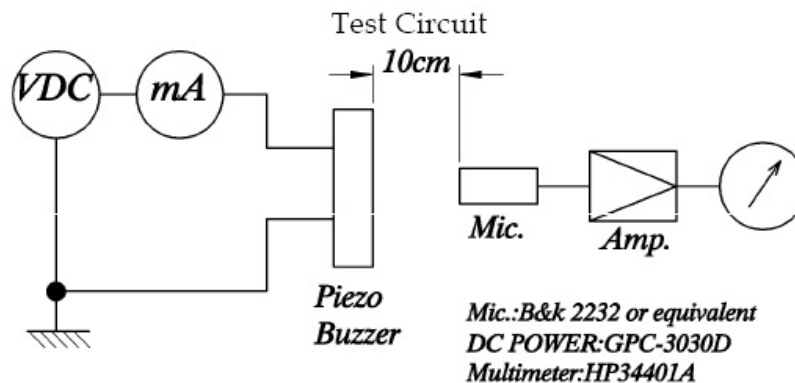 Test Circuit
10cm
VDC
mA
Mic.
Amp.
Piezo
Buzzer
Mic.:B&k 2232 or equivalent
DC POWER:GPC-3030D
Multimeter:HP34401A